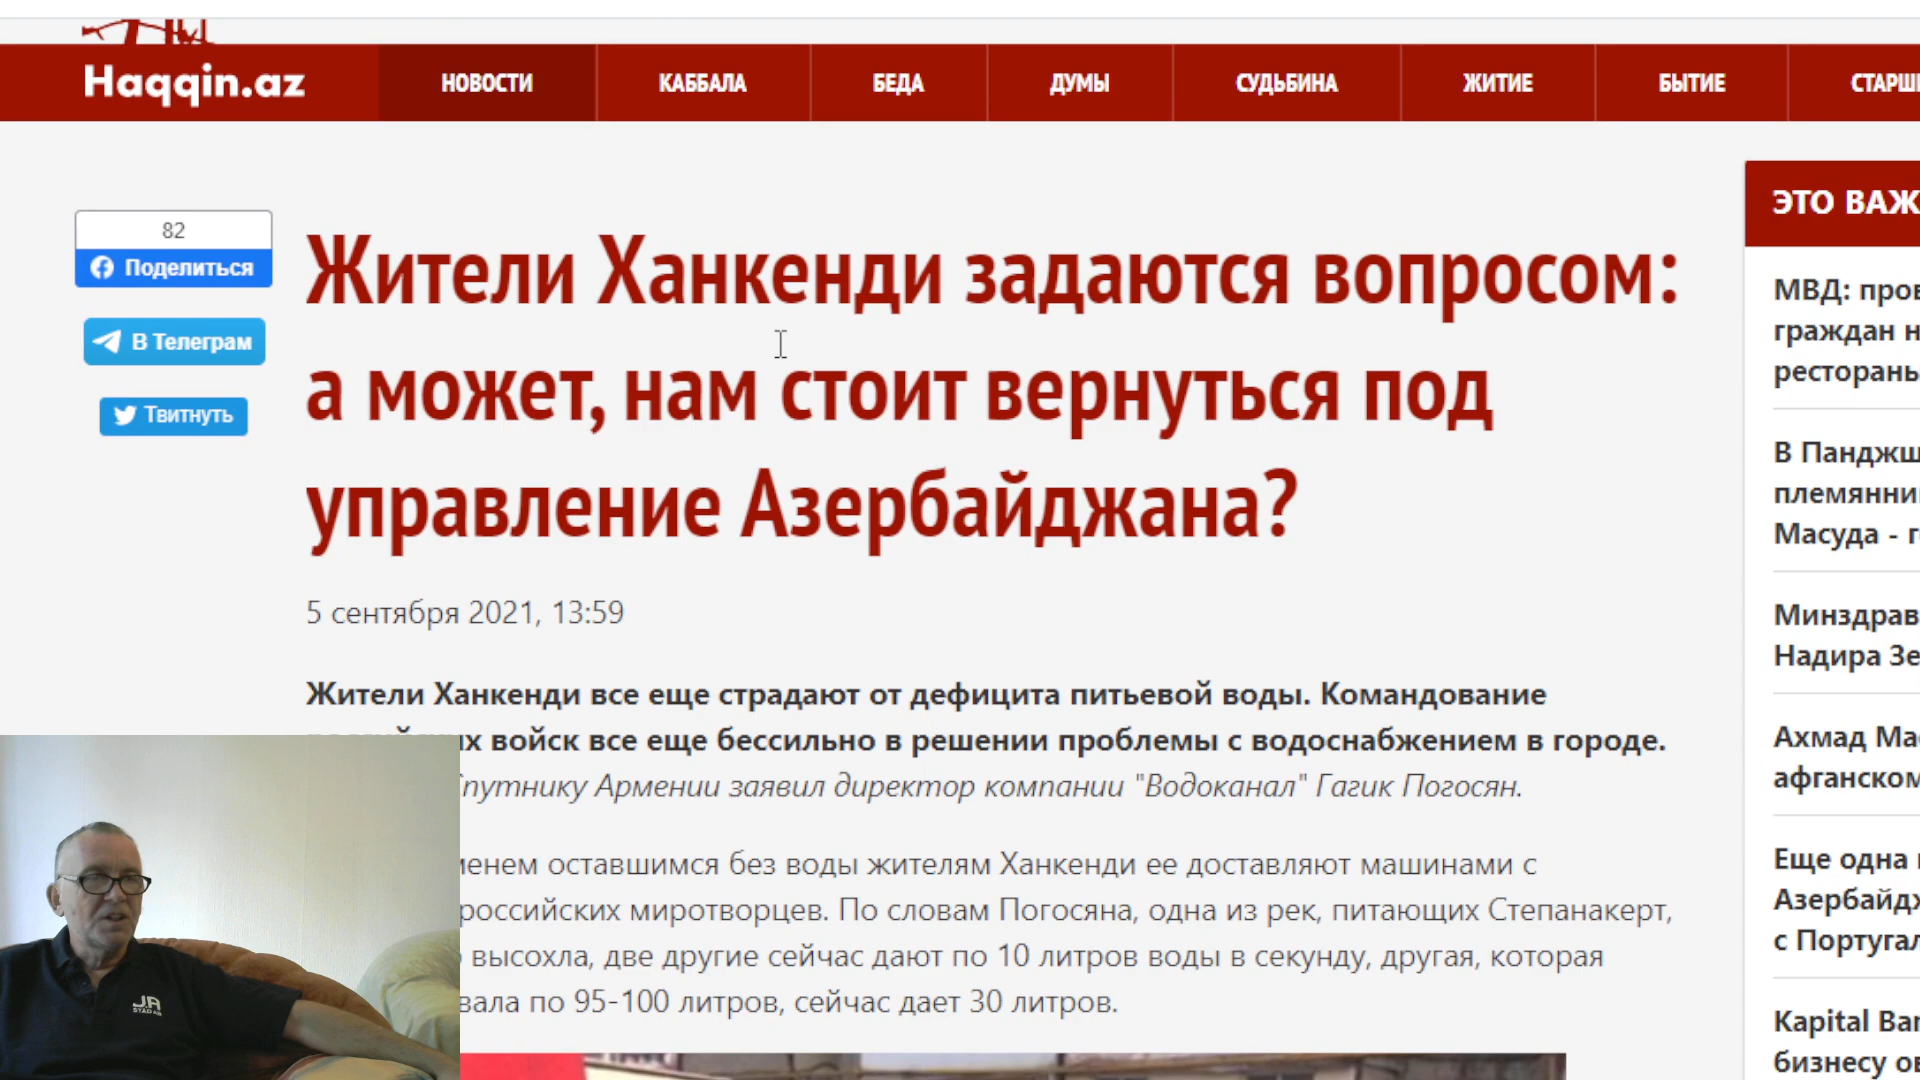 Haqqin.az
НОВОСТИ
КАББАЛА
БЕДА
ДУМЫ
СУДЬБИНА
ЖИТИЕ
БЫТИЕ
82
Поделиться
В Телеграм
Твитнуть
Жители Ханкенди задаются вопросом:
а может, нам стоит вернуться под
управление Азербайджана?
5 сентября 2021, 13:59
Жители Ханкенди все еще страдают от дефицита питьевой воды. Командование
войск все еще бессильно в решении проблемы с водоснабжением в городе.
Армении заявил директор компании "Водоканал" Гагик Погосян.
оставшимся без воды жителям Ханкенди ее доставляют машинами с
российских миротворцев. По словам Погосяна, одна из рек, питающих Степанакерт,
высохла, две другие сейчас дают по 10 литров воды в секунду, другая, которая
по 95-100 литров, сейчас дает 30 литров.
ЭТО
МВД:
граждан
В
Масуда -
Надира
Ахмад
Еще одна
с
Kapital
бизнесу
J.A